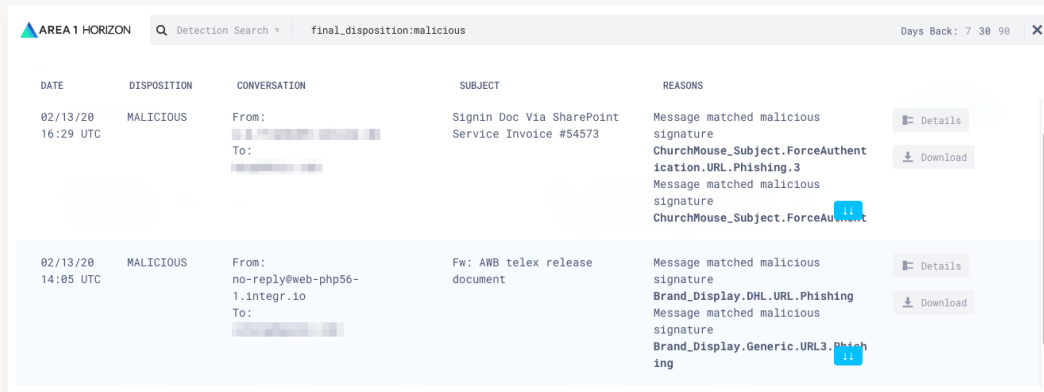 AREA 1 HORIZON Detection Search final_disposition:malicious Days Back: 7 30 90
DATE DISPOSITION CONVERSATION SUBJECT REASONS
02/13/20
16:29 UTC
MALICIOUS
From:
To:
Signin Doc Via SharePoint
Service Invoice #54573
Message matched malicious
signature
ChurchMouse_Subject.ForceAuthent
ication.URL.Phishing.3
Message matched malicious
signature
ChurchMouse_Subject.ForceAuthent
Details
Download
02/13/20
14:05 UTC
MALICIOUS
From:
no-reply@web-php56-
1.integr.io
To:
Fw: AWB telex release
document
Message matched malicious
signature
Brand_Display.DHL.URL.Phishing
Message matched malicious
signature
Brand_Display.Generic.URL3.Phish
ing
Details
Download